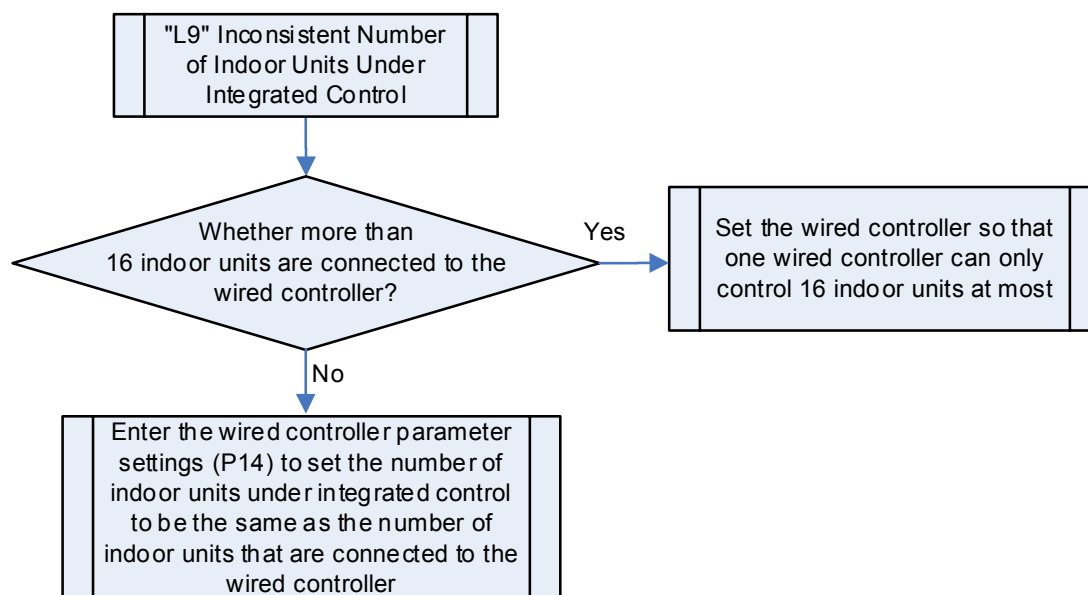 "L9" Inconsistent Number
of Indoor Units Under
Integrated Control
Whether more than
16 indoor units are connected to the
wired controller?
Yes
Set the wired controller so that
one wired controller can only
control 16 indoor units at most
No
Enter the wired controller parameter
settings (P14) to set the number of
indoor units under integrated control
to be the same as the number of
indoor units that are connected to the
wired controller